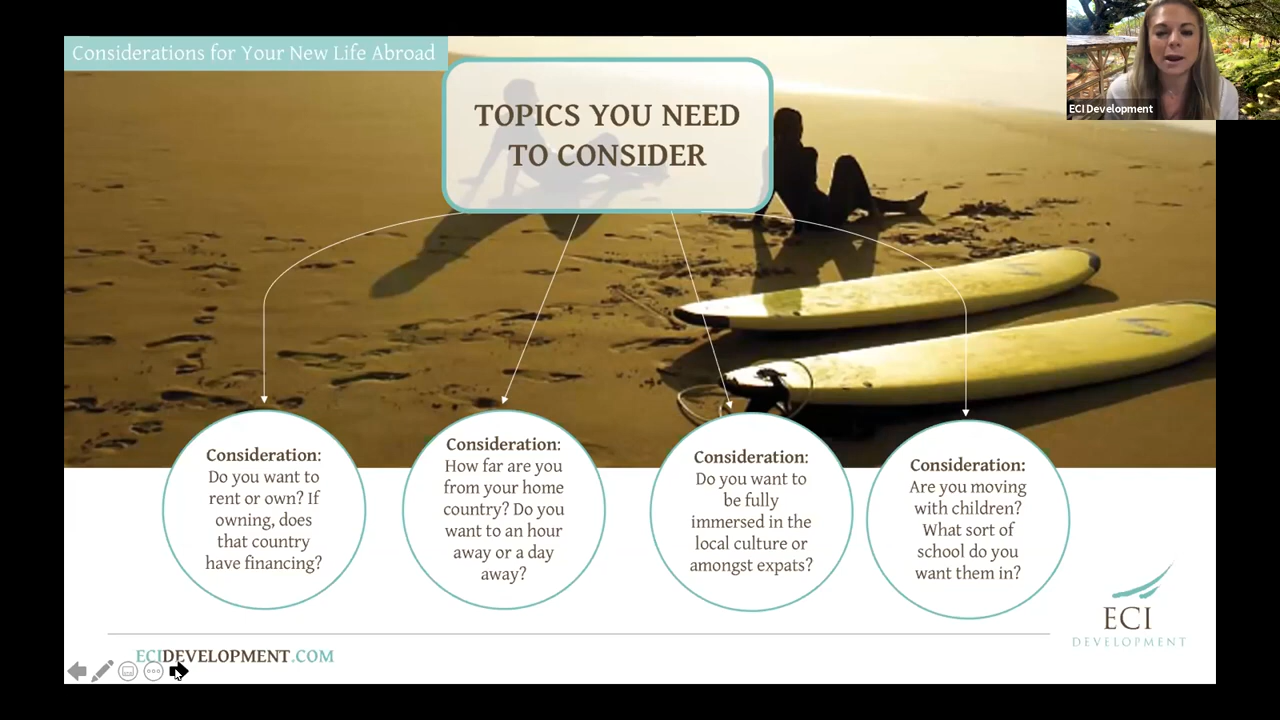 Considerations for Your New Life Abroad
ECI Development
TOPICS YOU NEED
TO CONSIDER
Consideration:
Do you want to
rent or own? If
owning, does
that country
have financing?
Consideration:
How far are you
from your home
country? Do you
want to an hour
away or a day
away?
Consideration:
Do you want to
be fully
immersed in the
local culture or
amongst expats?
Consideration:
Are you moving
with children?
What sort of
school do you
want them in?
ECI
DEVELOPMENT
ECIDEVELOPMENT.COM